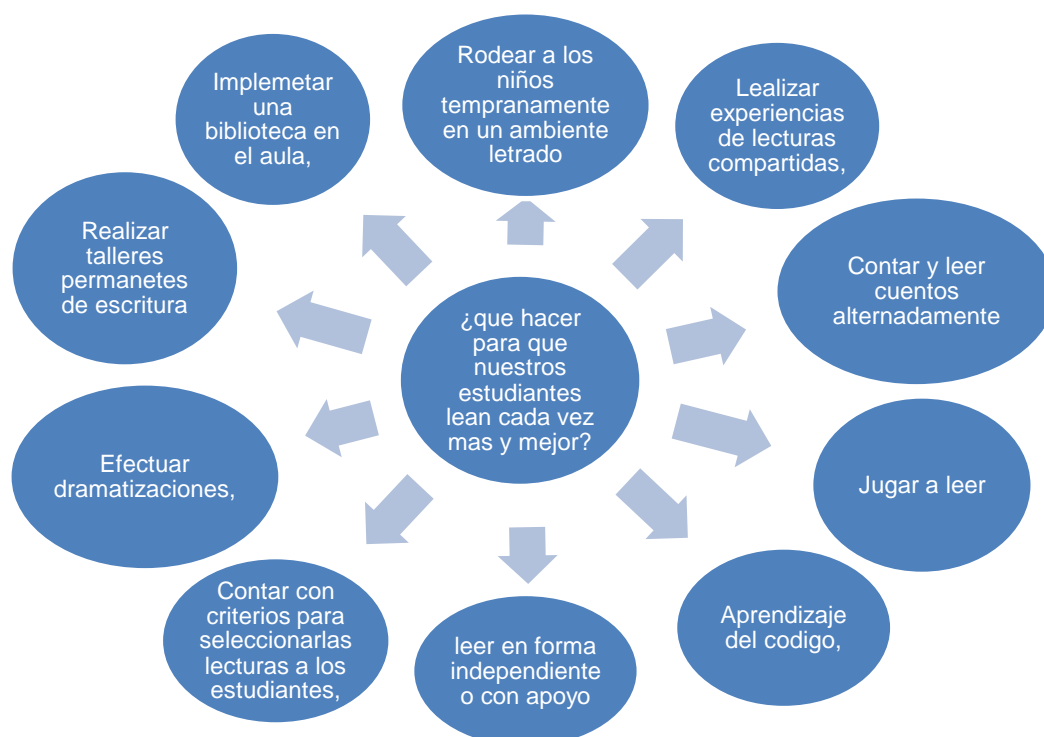 Rodear a los
niños
tempranamente
en un ambiente
letrado
Lealizar
experiencias
de lecturas
compartidas,
Contar y leer
cuentos
alternadamente
Jugar a leer
Aprendizaje
del codigo,
leer en forma
independiente
o con apoyo
Contar con
criterios para
seleccionarlas
lecturas a los
estudiantes,
Efectuar
dramatizaciones,
Realizar
talleres
permanetes
de escritura
Implemetar
una
biblioteca en
el aula,
¿que hacer
para que
nuestros
estudiantes
lean cada vez
mas y mejor?